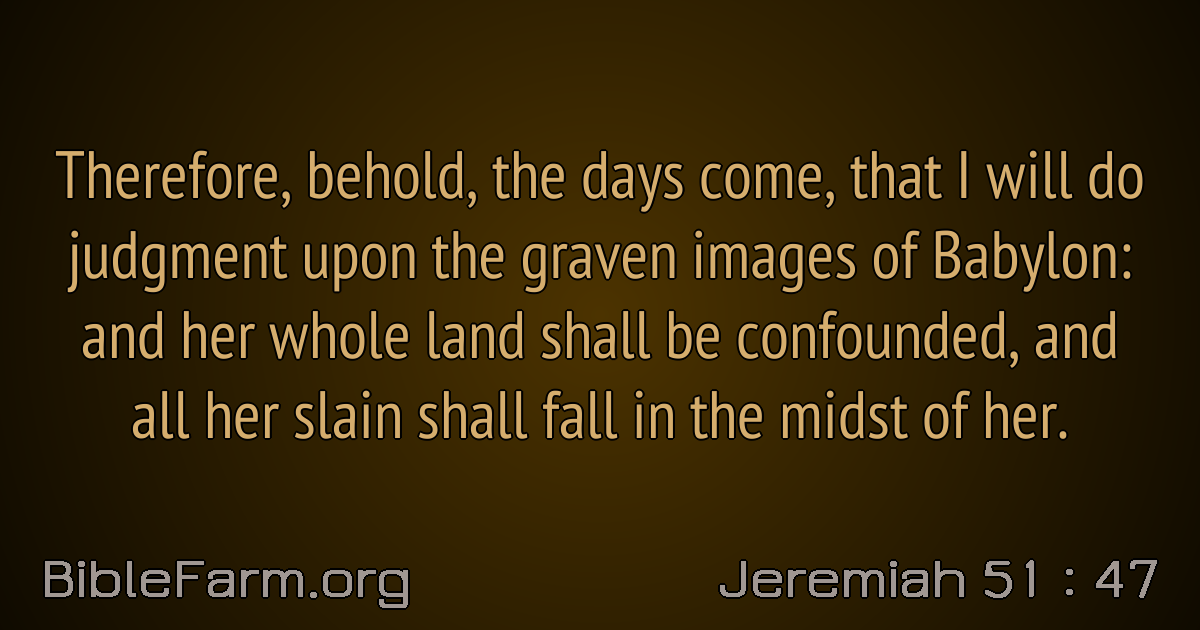 Therefore, behold, the days come, that I will do
judgment upon the graven images of Babylon:
and her whole land shall be confounded, and
all her slain shall fall in the midst of her.
BibleFarm.org
Jeremiah 51 : 47